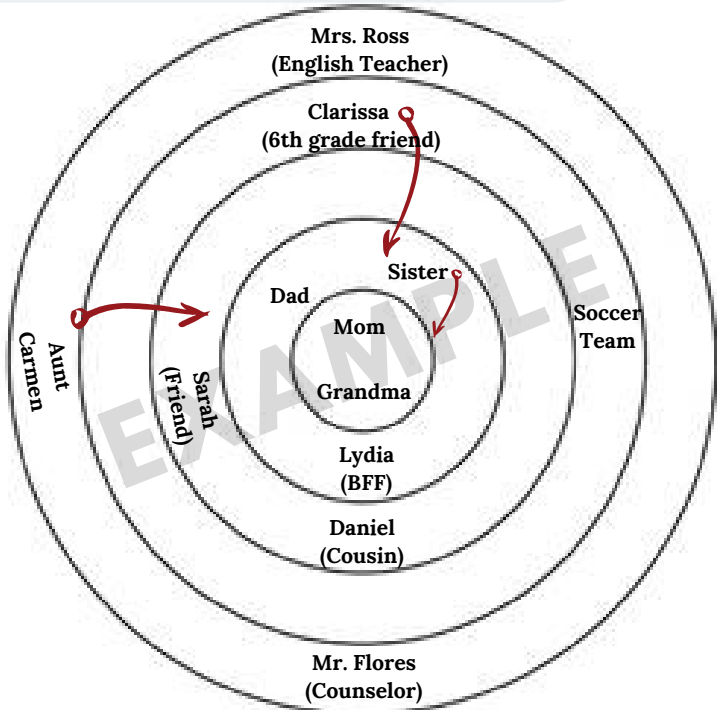 Mrs. Ross
(English Teacher)
Clarissa
(6th grade friend)
Sister
Dad
Mom
Soccer
Team
Aunt
Carmen
Sarah
(Friend)
Grandma
Lydia
(BFF)
Daniel
(Cousin)
Mr. Flores
(Counselor)
EXAMPLE